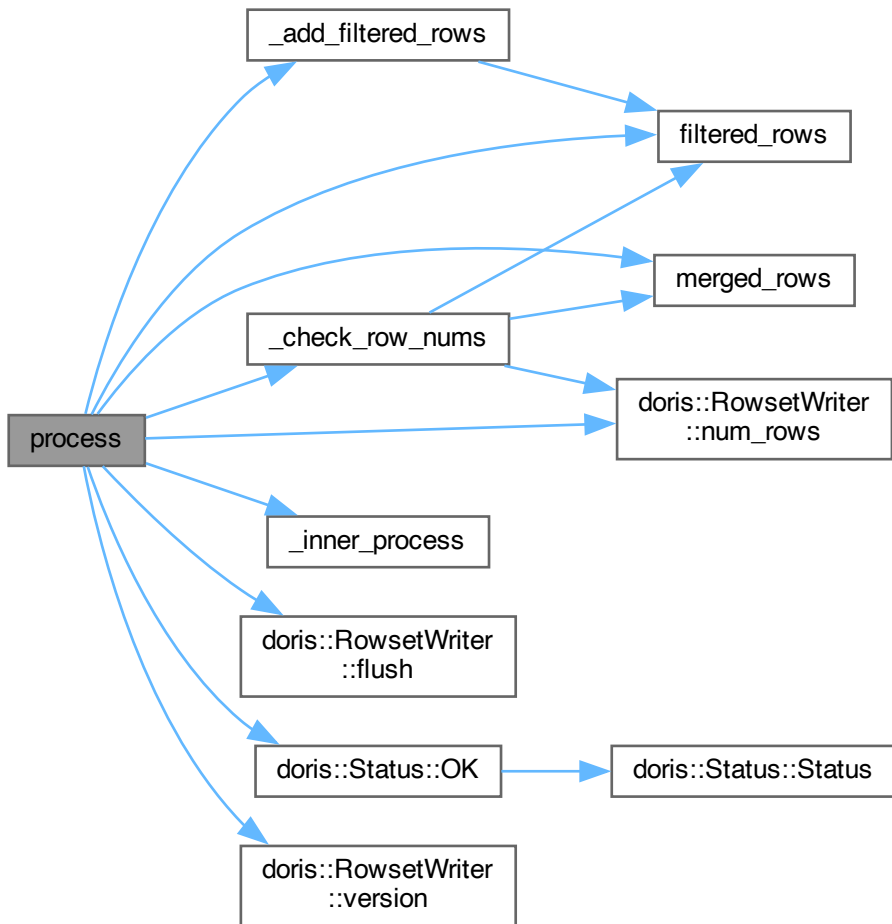 _add_filtered_rows
filtered_rows
merged_rows
_check_row_nums
doris::RowsetWriter
::num_rows
process
_inner_process
doris::RowsetWriter
::flush
doris::Status::OK
doris::Status::Status
doris::RowsetWriter
::version